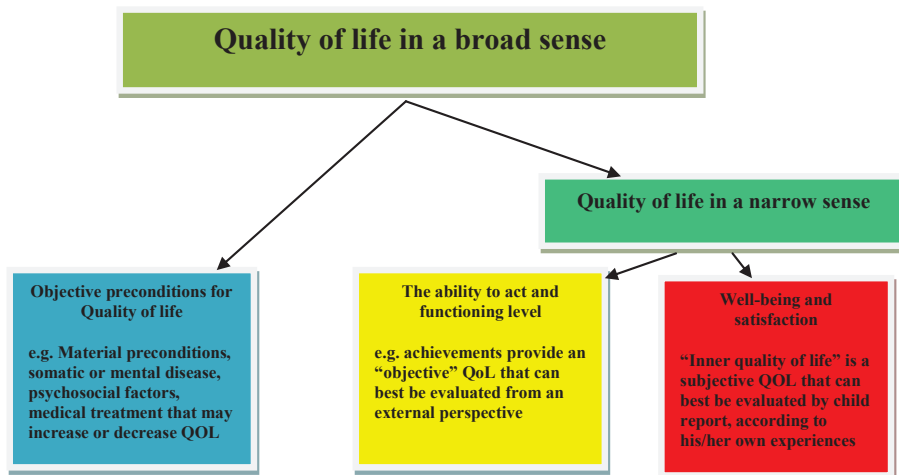 Quality of life in a broad sense
Quality of life in a narrow sense
Objective preconditions for
Quality of life
e.g. Material preconditions,
somatic or mental disease,
psychosocial factors,
medical treatment that may
increase or decrease QOL
The ability to act and
functioning level
e.g. achievements provide an
“objective” QoL that can
best be evaluated from an
external perspective
Well-being and
satisfaction
“Inner quality of life” is a
subjective QOL that can
best be evaluated by child
report, according to
his/her own experiences